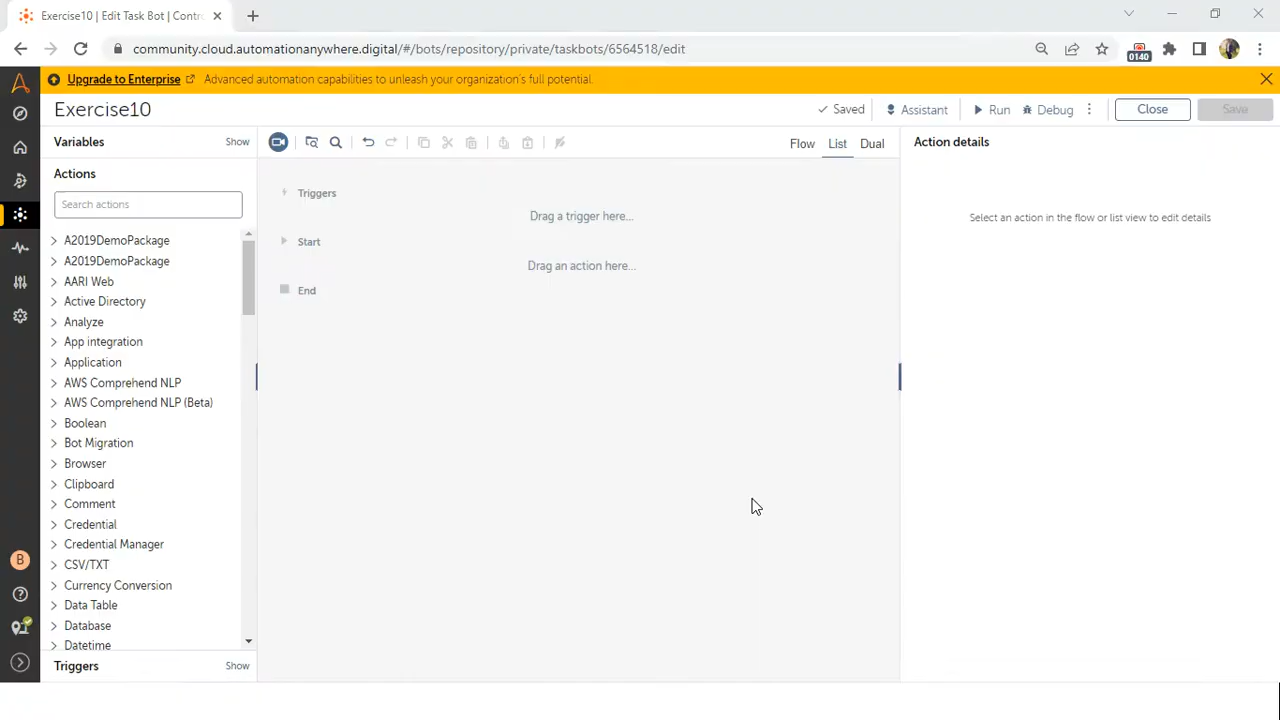 Exercise10 | Edit Task Bot | Contro
community.cloud.automationanywhere.digital/#/bots/repository/private/taskbots/6564518/edit
0140
Upgrade to Enterprise Advanced automation capabilities to unleash your organization's full potential.
Exercise10
Saved
Assistant
Run
Debug
Close
Save
Variables
Show
Flow
List
Dual
Action details
Actions
Search actions
Triggers
Drag a trigger here...
Select an action in the flow or list view to edit details
Start
Drag an action here...
End
A2019DemoPackage
A2019DemoPackage
AARI Web
Active Directory
Analyze
App integration
Application
AWS Comprehend NLP
AWS Comprehend NLP (Beta)
Boolean
Bot Migration
Browser
Clipboard
Comment
Credential
Credential Manager
CSV/TXT
Currency Conversion
Data Table
Database
Datetime
B
Triggers
Show